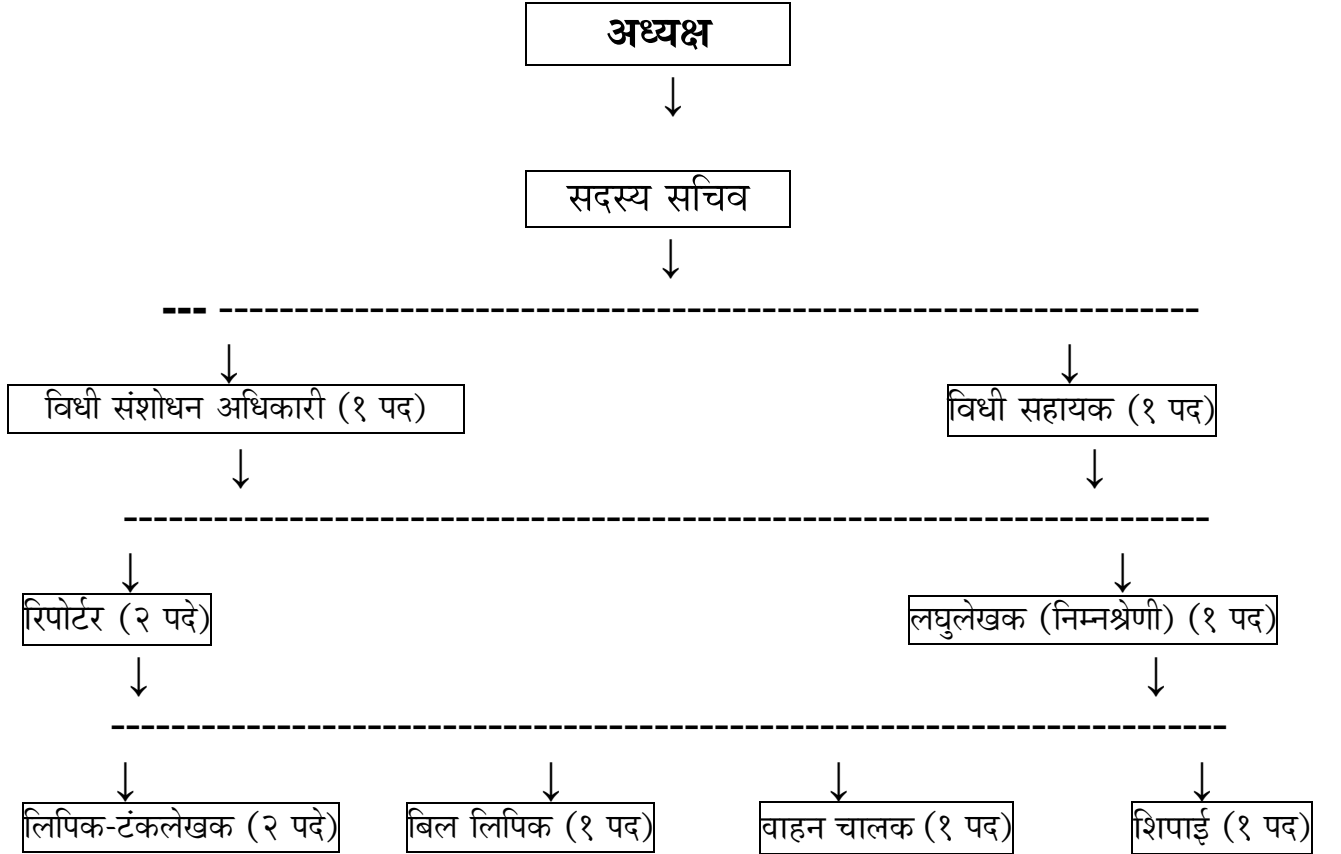 अध्यक्ष
↓
सदस्य सचिव
↓
--- -----------------------------------------------------------------
↓ ↓
विधी संशोधन अधिकारी (१ पद) विधी सहायक (१ पद)
↓ ↓
------------------------------------------------------------------------
↓ ↓
रिपोर्टर (२ पदे) लघुलेखक (निम्नश्रेणी) (१ पद)
↓ ↓
--------------------------------------------------------------------------
↓ ↓ ↓ ↓
लिपिक-टंकलेखक (२ पदे) बिल लिपिक (१ पद) वाहन चालक (१ पद) शिपाई (१ पद)